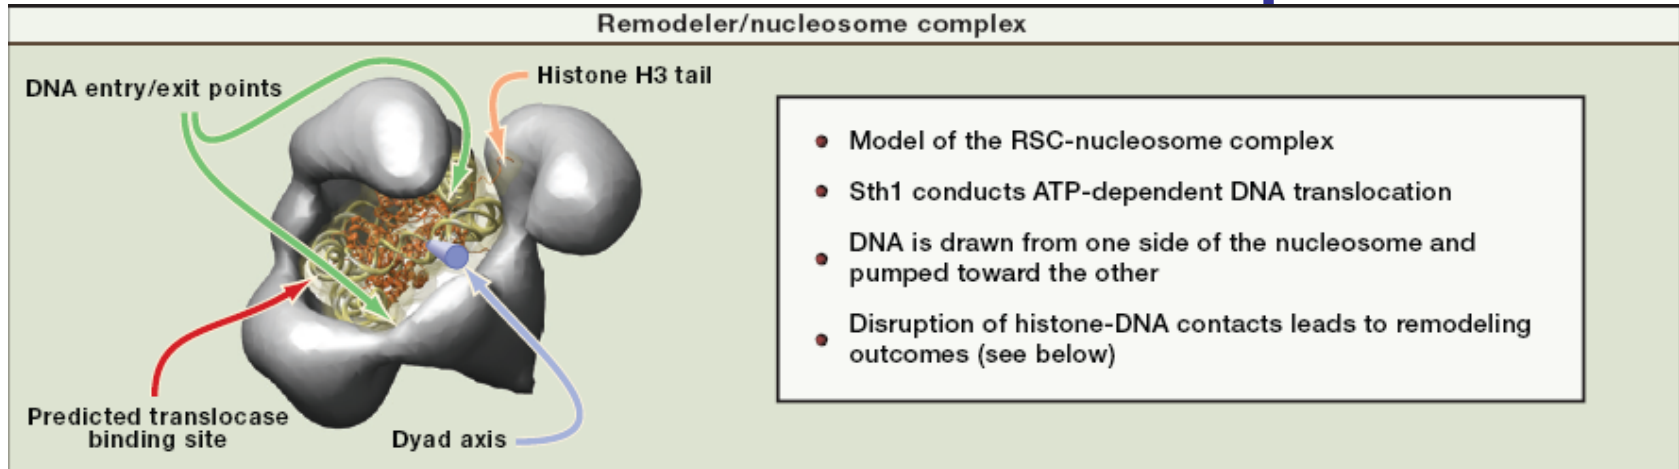 Remodeler/nucleosome complex
DNA entry/exit points
Histone H3 tail
Predicted translocase
binding site
Dyad axis
Model of the RSC-nucleosome complex
Sth1 conducts ATP-dependent DNA translocation
DNA is drawn from one side of the nucleosome and
pumped toward the other
Disruption of histone-DNA contacts leads to remodeling
outcomes (see below)